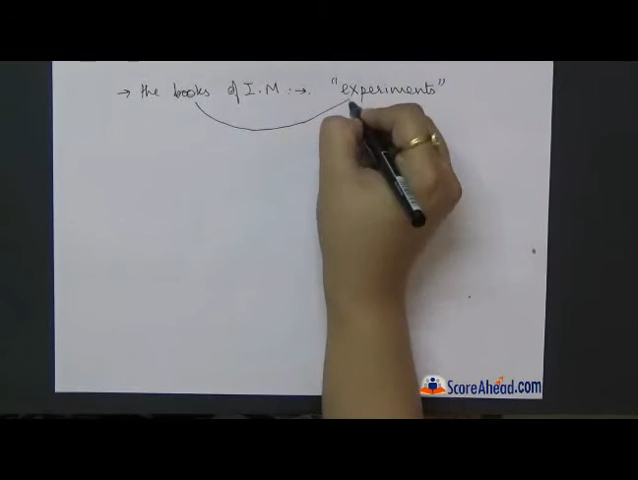 → the books of I.M :→. "experiments"
ScoreAhead.com